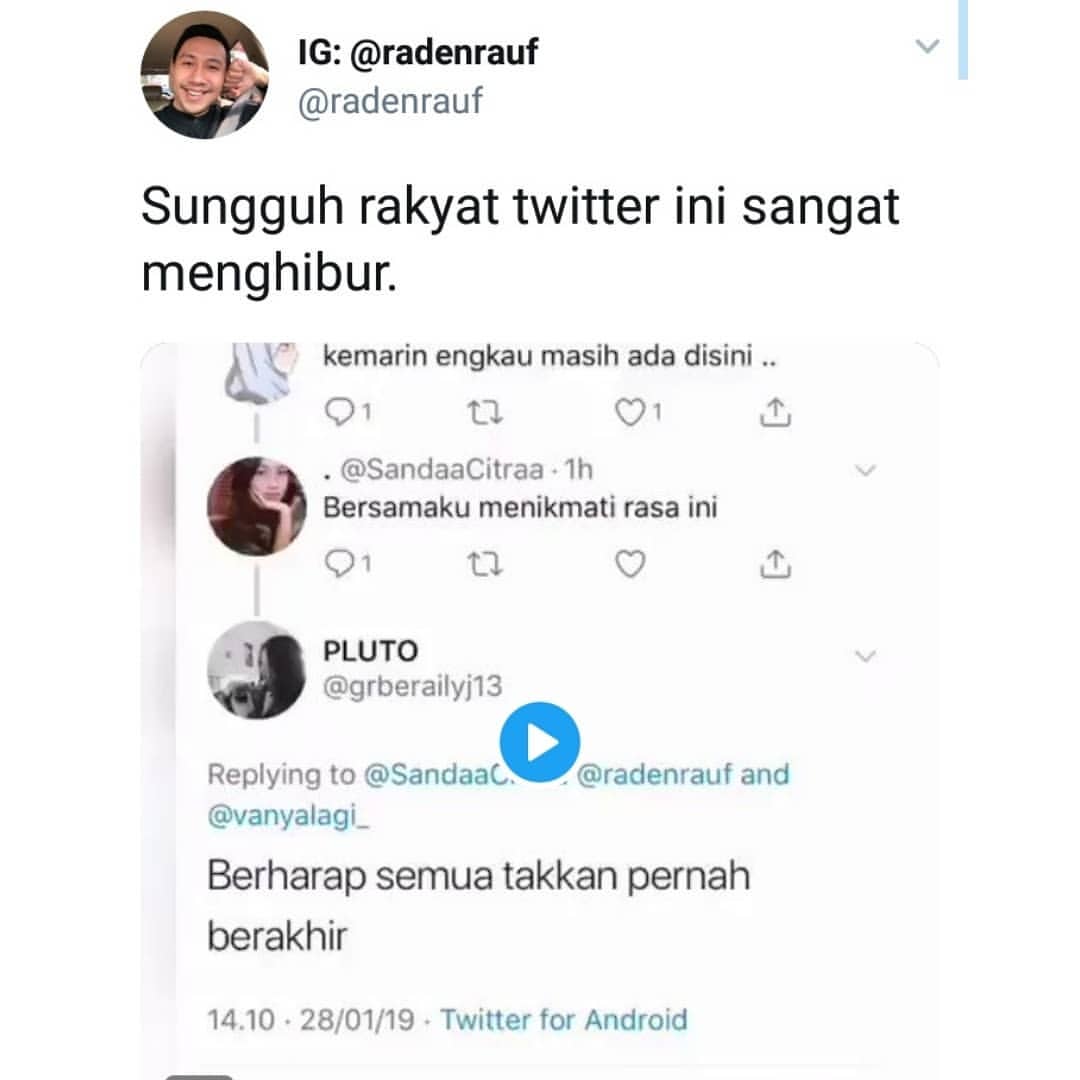 IG: @radenrauf
@radenrauf
Sungguh rakyat twitter ini sangat
menghibur.
kemarin engkau masih ada disini ..
1 1
. @SandaaCitraa · 1h
Bersamaku menikmati rasa ini
1
PLUTO
@grberailyj13
Replying to @radenrauf and
@vanyalagi_
Berharap semua takkan pernah
berakhir
14.10 · 28/01/19 · Twitter for Android